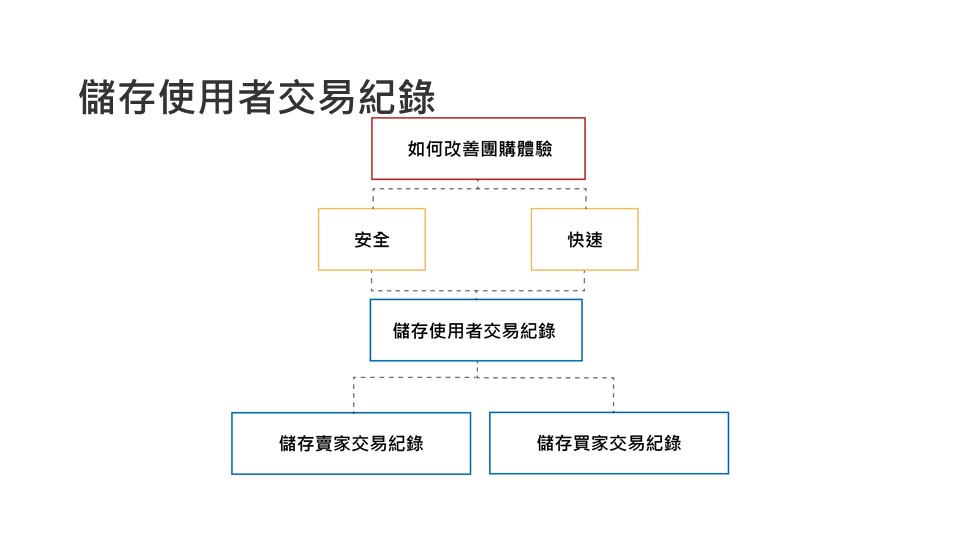 儲存使用者交易紀錄
如何改善團購體驗
安全
快速
儲存使用者交易紀錄
儲存賣家交易紀錄
儲存買家交易紀錄